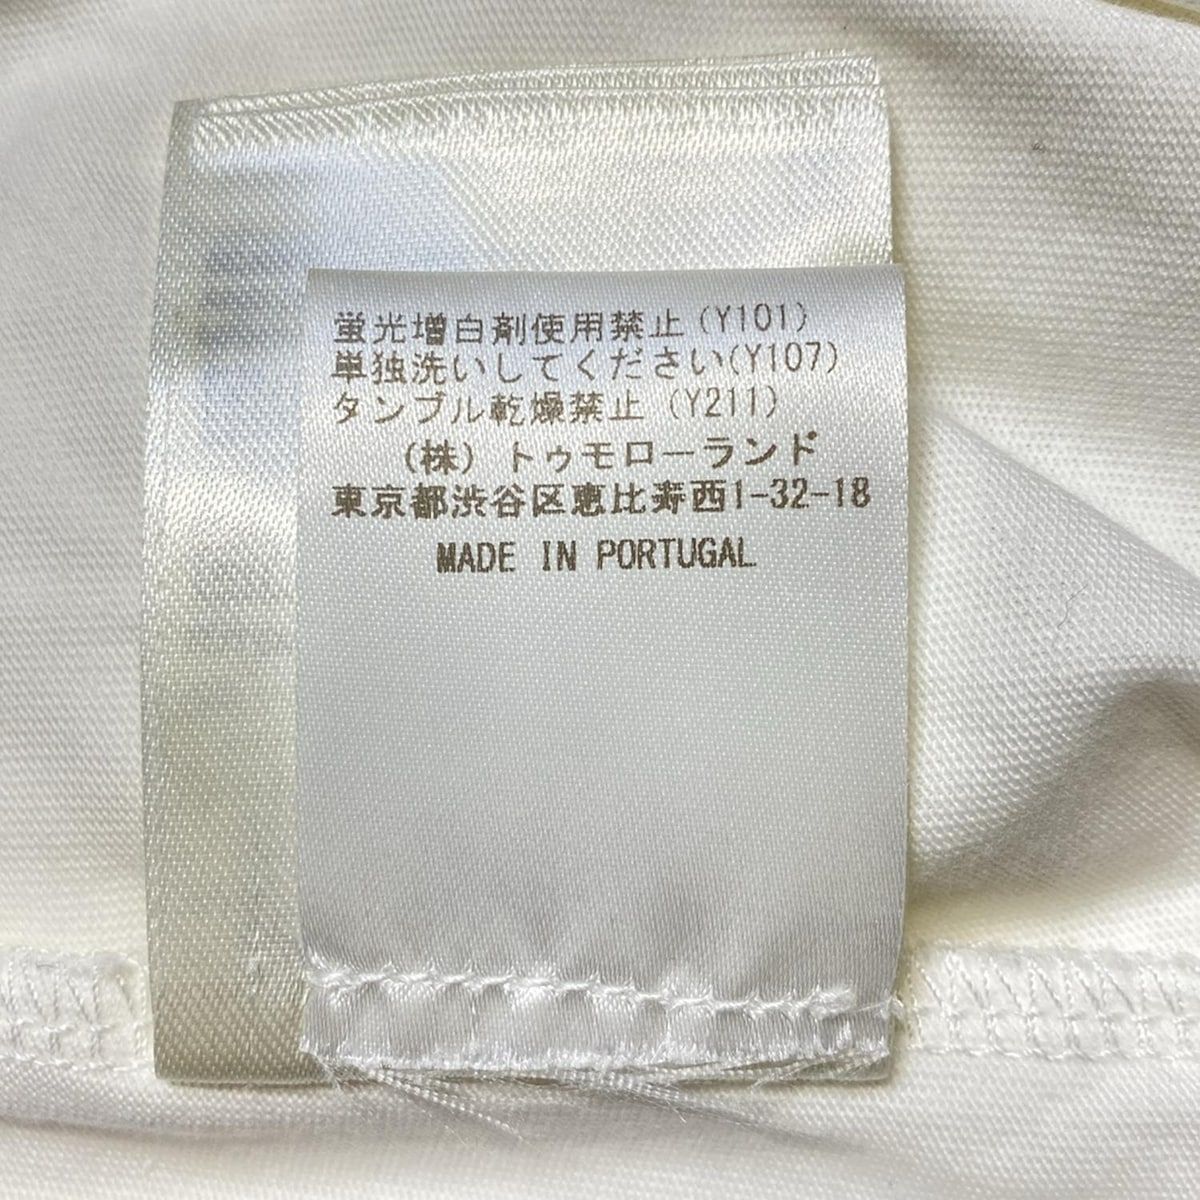 蛍光増白剤使用禁止(Y101)
単独洗いしてください(Y107)
タンブル乾燥禁止(Y211)
(株)トゥモローランド
東京都渋谷区恵比寿西1-32-18
MADE IN PORTUGAL